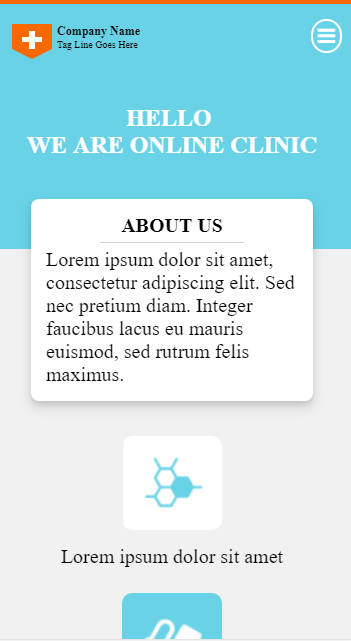 Company Name
Tag Line Goes Here
HELLO
WE ARE ONLINE CLINIC
ABOUT US
Lorem ipsum dolor sit amet,
consectetur adipiscing elit. Sed
nec pretium diam. Integer
faucibus lacus eu mauris
euismod, sed rutrum felis
maximus.
Lorem ipsum dolor sit amet